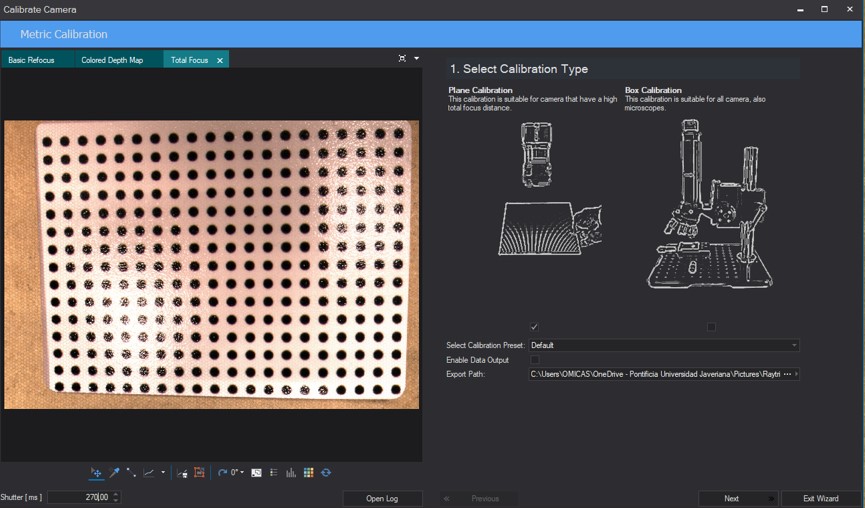 Calibrate Camera
Metric Calibration
Basic Refocus
Colored Depth Map
Total Focus
1. Select Calibration Type
Plane Calibration
This calibration is suitable for camera that have a high
total focus distance.
Box Calibration
This calibration is suitable for all camera, also
microscopes.
Select Calibration Preset: Default
Enable Data Output
Export Path: C:\Users\OMICAS\OneDrive - Pontificia Universidad Javeriana\Pictures\Raytri ...
0°
Shutter [ ms ] 270,00
Open Log
Previous
Next
Exit Wizard